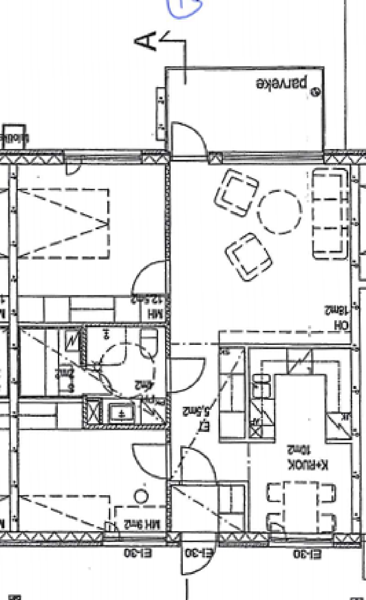 A
parveke
12,5m2
MH
18m2
OH
4m2
5,5m2
ET
K+RUOK
10m2
MH 9m2
EI-30
EI-30
EI-30